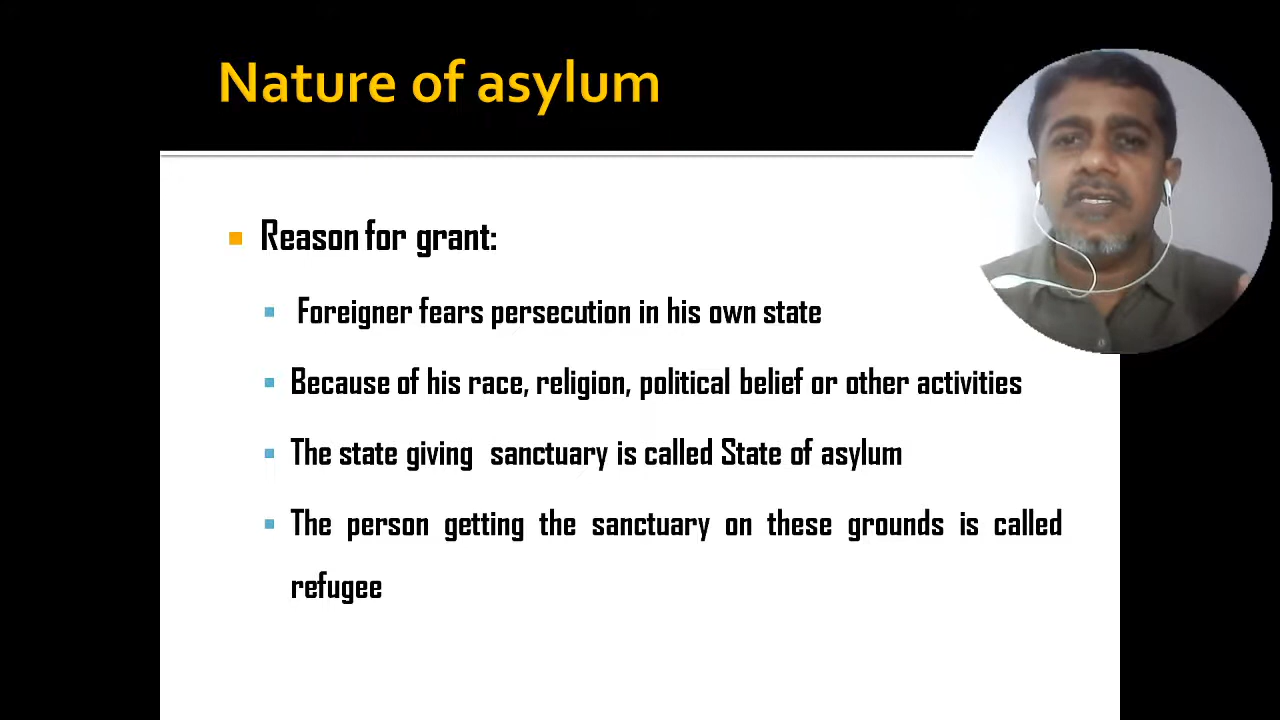 Nature of asylum
Reason for grant:
Foreigner fears persecution in his own state
Because of his race, religion, political belief or other activities
The state giving sanctuary is called State of asylum
The person getting the sanctuary on these grounds is called
refugee